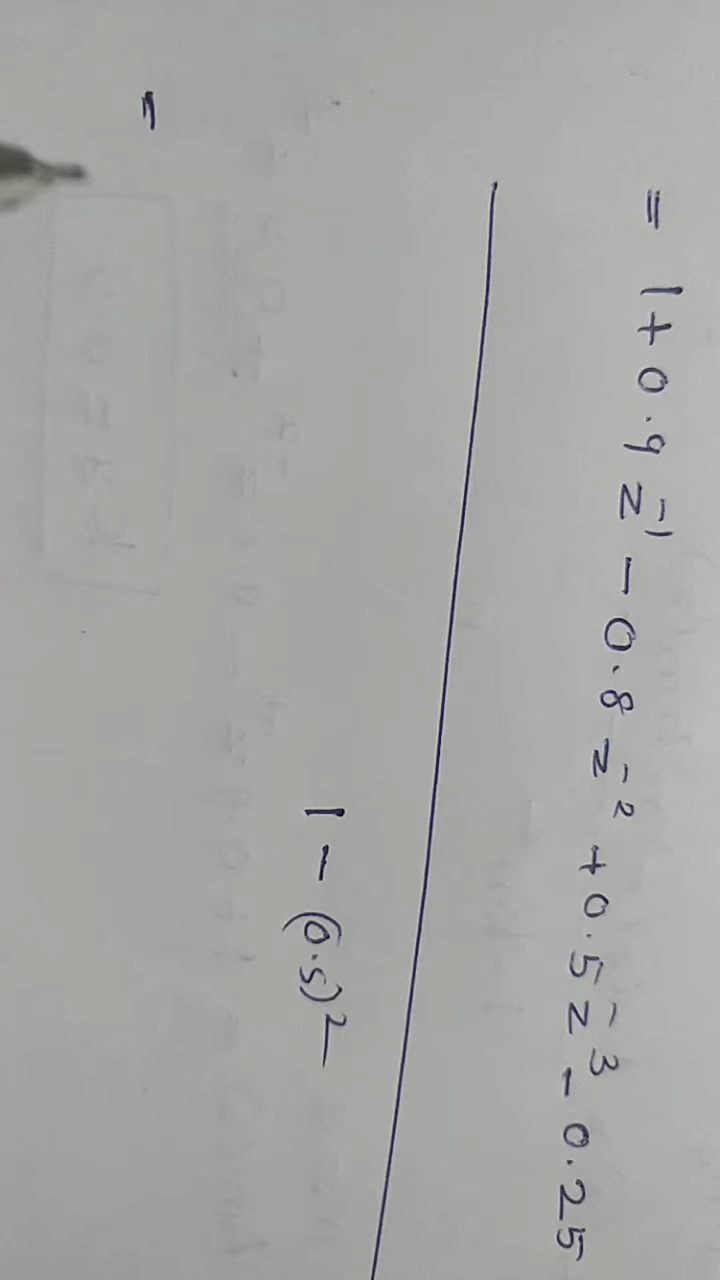 = 1 + 0.9 z⁻¹ - 0.8 z⁻² + 0.5 z⁻³ - 0.25
1 - (0.5)²
=